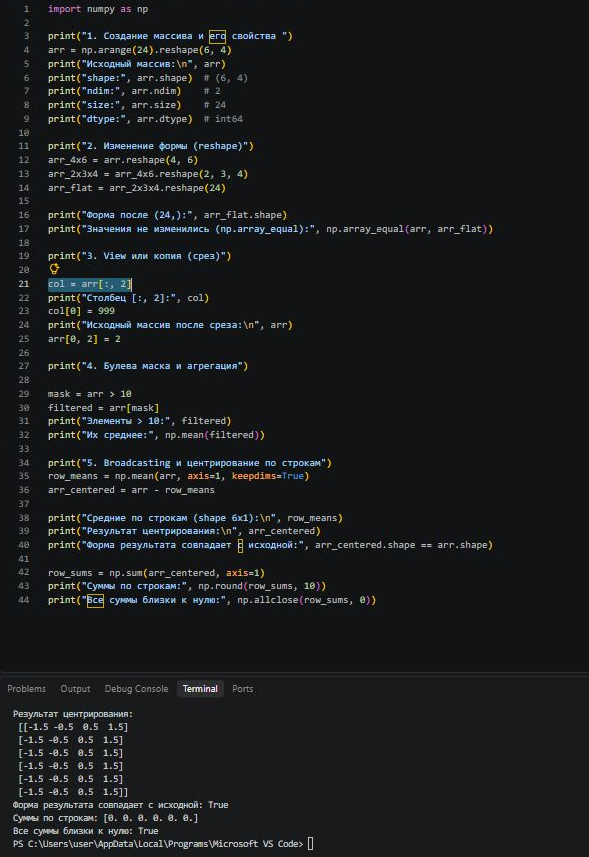 1 import numpy as np
2
3 print("1. Создание массива и его свойства ")
4 arr = np.arange(24).reshape(6, 4)
5 print("Исходный массив:\n", arr)
6 print("shape:", arr.shape)  # (6, 4)
7 print("ndim:", arr.ndim)    # 2
8 print("size:", arr.size)    # 24
9 print("dtype:", arr.dtype)  # int64
10
11 print("2. Изменение формы (reshape)")
12 arr_4x6 = arr.reshape(4, 6)
13 arr_2x3x4 = arr_4x6.reshape(2, 3, 4)
14 arr_flat = arr_2x3x4.reshape(24)
15
16 print("Форма после (24,):", arr_flat.shape)
17 print("Значения не изменились (np.array_equal):", np.array_equal(arr, arr_flat))
18
19 print("3. View или копия (срез)")
20
21 col = arr[:, 2]
22 print("Столбец [:, 2]:", col)
23 col[0] = 999
24 print("Исходный массив после среза:\n", arr)
25 arr[0, 2] = 2
26
27 print("4. Булева маска и агрегация")
28
29 mask = arr > 10
30 filtered = arr[mask]
31 print("Элементы > 10:", filtered)
32 print("Их среднее:", np.mean(filtered))
33
34 print("5. Broadcasting и центрирование по строкам")
35 row_means = np.mean(arr, axis=1, keepdims=True)
36 arr_centered = arr - row_means
37
38 print("Средние по строкам (shape 6x1):\n", row_means)
39 print("Результат центрирования:\n", arr_centered)
40 print("Форма результата совпадает с исходной:", arr_centered.shape == arr.shape)
41
42 row_sums = np.sum(arr_centered, axis=1)
43 print("Суммы по строкам:", np.round(row_sums, 10))
44 print("Все суммы близки к нулю:", np.allclose(row_sums, 0))
Problems Output Debug Console Terminal Ports
Результат центрирования:
[[-1.5 -0.5  0.5  1.5]
[-1.5 -0.5  0.5  1.5]
[-1.5 -0.5  0.5  1.5]
[-1.5 -0.5  0.5  1.5]
[-1.5 -0.5  0.5  1.5]
[-1.5 -0.5  0.5  1.5]]
Форма результата совпадает с исходной: True
Суммы по строкам: [0. 0. 0. 0. 0. 0.]
Все суммы близки к нулю: True
PS C:\Users\user\AppData\Local\Programs\Microsoft VS Code>